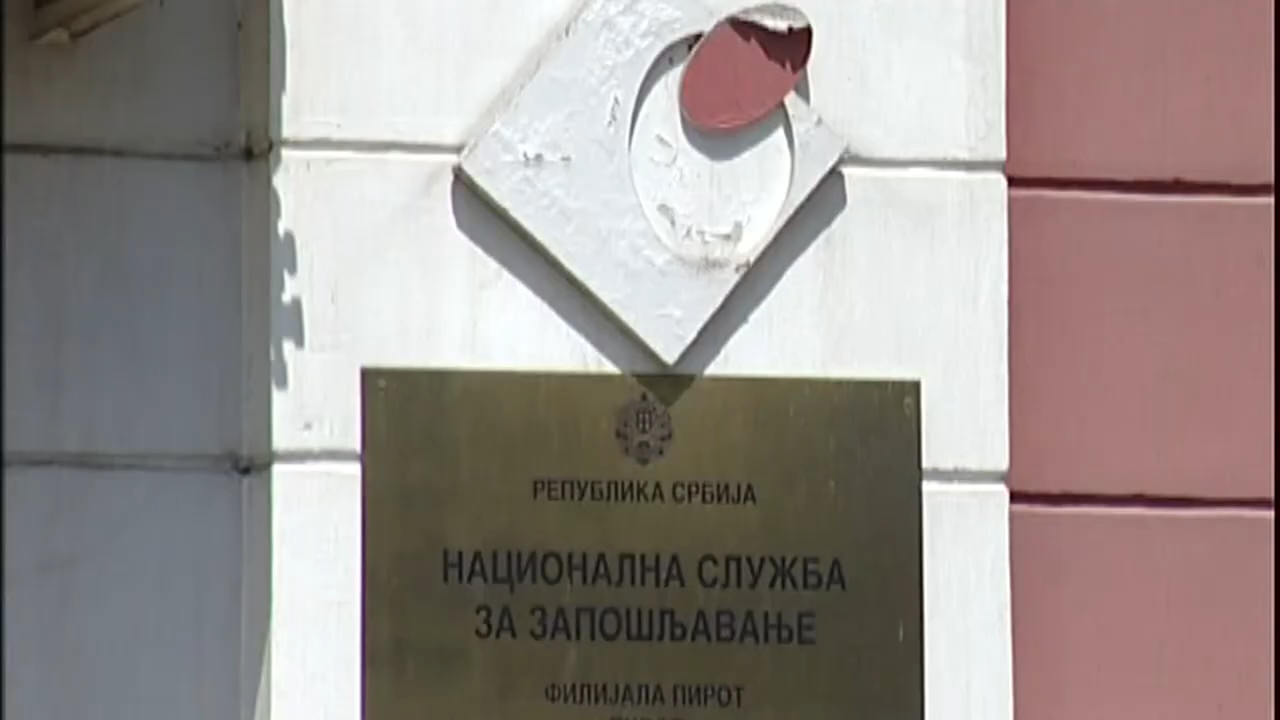 РЕПУБЛИКА СРБИЈА
НАЦИОНАЛНА СЛУЖБА
ЗА ЗАПОШЉАВАЊЕ
ФИЛИЈАЛА ПИРОТ